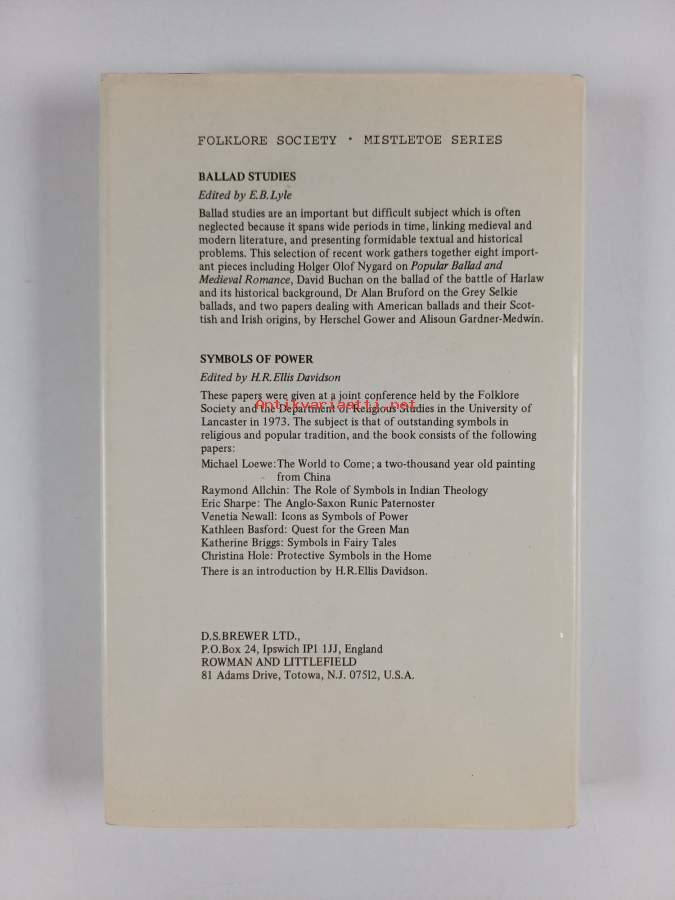 FOLKLORE SOCIETY · MISTLETOE SERIES
BALLAD STUDIES
Edited by E.B.Lyle
Ballad studies are an important but difficult subject which is often
neglected because it spans wide periods in time, linking medieval and
modern literature, and presenting formidable textual and historical
problems. This selection of recent work gathers together eight import-
ant pieces including Holger Olof Nygard on Popular Ballad and
Medieval Romance, David Buchan on the ballad of the battle of Harlaw
and its historical background, Dr Alan Bruford on the Grey Selkie
ballads, and two papers dealing with American ballads and their Scot-
tish and Irish origins, by Herschel Gower and Alisoun Gardner-Medwin.
SYMBOLS OF POWER
Edited by H.R.Ellis Davidson
These papers were given at a joint conference held by the Folklore
Society and the Department of Religious Studies in the University of
Antikvariaatti.net
Lancaster in 1973. The subject is that of outstanding symbols in
religious and popular tradition, and the book consists of the following
papers:
Michael Loewe:The World to Come; a two-thousand year old painting
from China
Raymond Allchin: The Role of Symbols in Indian Theology
Eric Sharpe: The Anglo-Saxon Runic Paternoster
Venetia Newall: Icons as Symbols of Power
Kathleen Basford: Quest for the Green Man
Katherine Briggs: Symbols in Fairy Tales
Christina Hole: Protective Symbols in the Home
There is an introduction by H.R.Ellis Davidson.
D.S.BREWER LTD.,
P.O.Box 24, Ipswich IP1 1JJ, England
ROWMAN AND LITTLEFIELD
81 Adams Drive, Totowa, N.J. 07512, U.S.A.